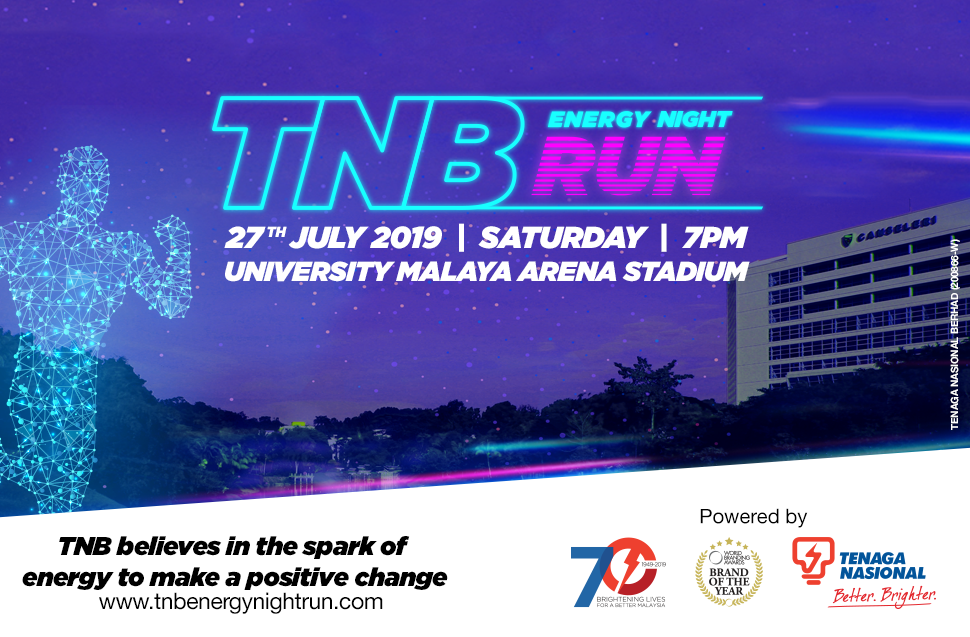 TNB
ENERGY NIGHT
RUN
27TH JULY 2019 | SATURDAY | 7PM
UNIVERSITY MALAYA ARENA STADIUM
CANSELERI
TENAGA NASIONAL BERHAD (200866-W)
TNB believes in the spark of
energy to make a positive change
www.tnbenergynightrun.com
Powered by
70
1949-2019
BRIGHTENING LIVES
FOR A BETTER MALAYSIA
WORLD
BRANDING
AWARDS
BRAND
OF THE
YEAR
TENAGA
NASIONAL
Better. Brighter.